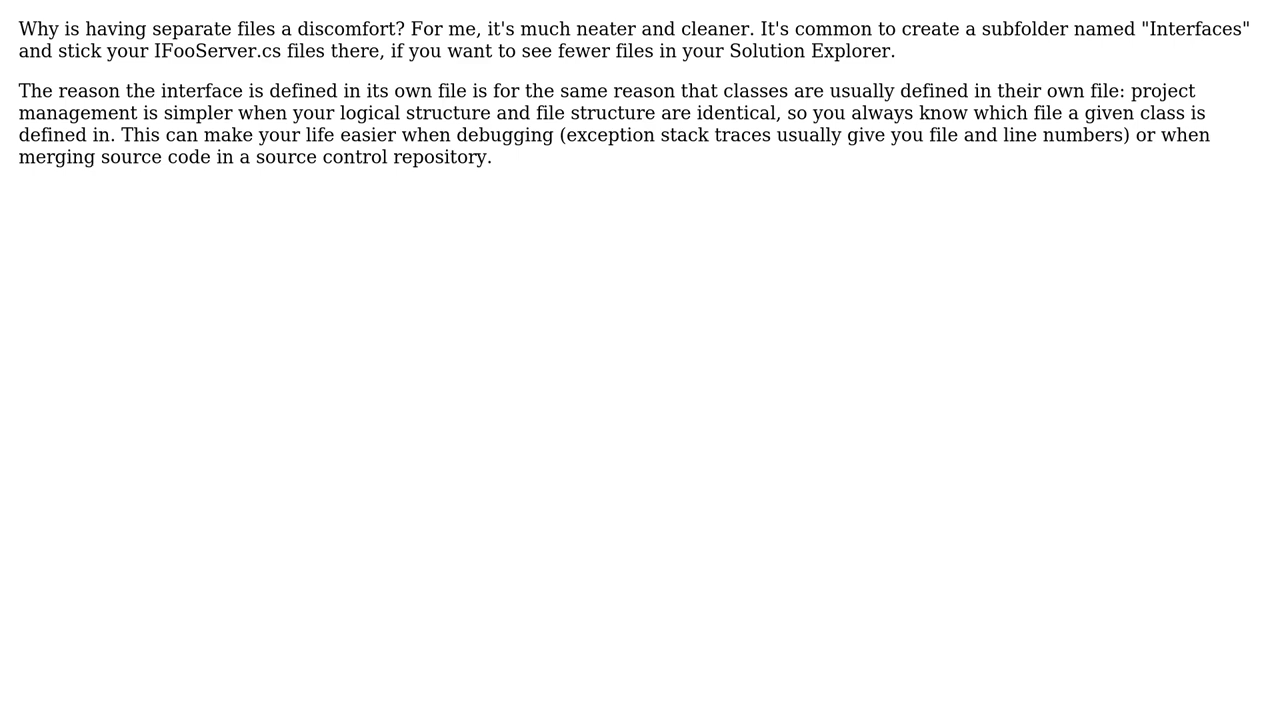 Why is having separate files a discomfort? For me, it's much neater and cleaner. It's common to create a subfolder named "Interfaces"
and stick your IFooServer.cs files there, if you want to see fewer files in your Solution Explorer.
The reason the interface is defined in its own file is for the same reason that classes are usually defined in their own file: project
management is simpler when your logical structure and file structure are identical, so you always know which file a given class is
defined in. This can make your life easier when debugging (exception stack traces usually give you file and line numbers) or when
merging source code in a source control repository.